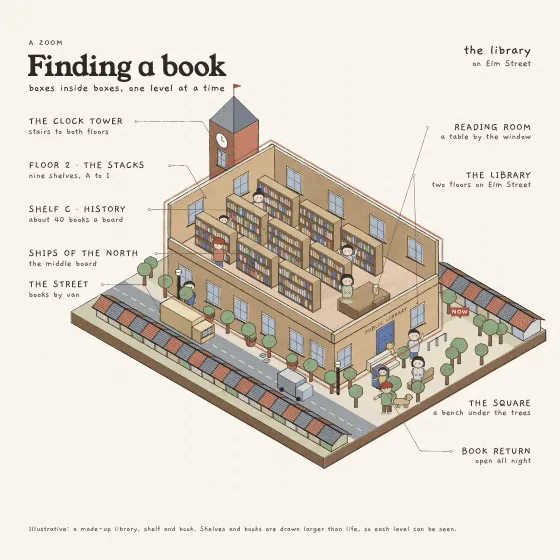 A ZOOM
Finding a book
boxes inside boxes, one level at a time
the library
on Elm Street
THE CLOCK TOWER
stairs to both floors
READING ROOM
a table by the window
FLOOR 2 · THE STACKS
nine shelves, A to I
THE LIBRARY
two floors on Elm Street
SHELF C · HISTORY
about 40 books a board
SHIPS OF THE NORTH
the middle board
THE STREET
books by van
NOW
PUBLIC LIBRARY
THE SQUARE
a bench under the trees
BOOK RETURN
open all night
Illustrative: a made-up library, shelf and book. Shelves and books are drawn larger than life, so each level can be seen.